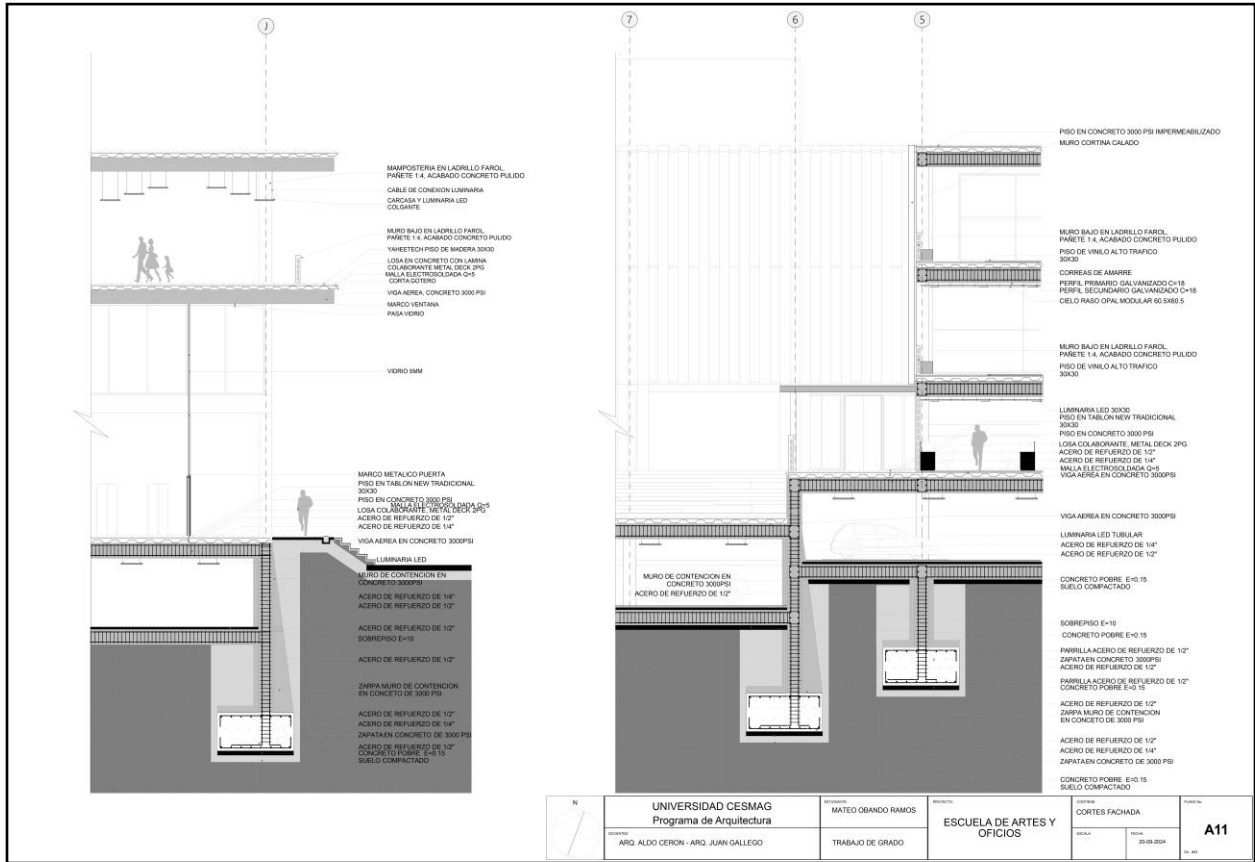 J
7
6
5
MAMPOSTERIA EN LADRILLO FAROL,
PAÑETE 1:4, ACABADO CONCRETO PULIDO
CABLE DE CONEXION LUMINARIA
CARCASA Y LUMINARIA LED
COLGANTE
MURO BAJO EN LADRILLO FAROL,
PAÑETE 1:4, ACABADO CONCRETO PULIDO
YAHEETECH PISO DE MADERA 30X30
LOSA EN CONCRETO CON LAMINA
COLABORANTE METAL DECK 2PG
MALLA ELECTROSOLDADA Q=5
CORTA GOTERO
VIGA AEREA, CONCRETO 3000 PSI
MARCO VENTANA
PASA VIDRIO
VIDRIO 5MM
MARCO METALICO PUERTA
PISO EN TABLON NEW TRADICIONAL
30X30
PISO EN CONCRETO 3000 PSI
MALLA ELECTROSOLDADA Q=5
LOSA COLABORANTE, METAL DECK 2PG
ACERO DE REFUERZO DE 1/2"
ACERO DE REFUERZO DE 1/4"
VIGA AEREA EN CONCRETO 3000PSI
LUMINARIA LED
MURO DE CONTENCION EN
CONCRETO 3000PSI
ACERO DE REFUERZO DE 1/4"
ACERO DE REFUERZO DE 1/2"
ACERO DE REFUERZO DE 1/2"
SOBREPISO E=10
ACERO DE REFUERZO DE 1/2"
ZARPA MURO DE CONTENCIÓN
EN CONCETO DE 3000 PSI
ACERO DE REFUERZO DE 1/2"
ACERO DE REFUERZO DE 1/4"
ZAPATAEN CONCRETO DE 3000 PSI
ACERO DE REFUERZO DE 1/2"
CONCRETO POBRE E=0.15
SUELO COMPACTADO
PISO EN CONCRETO 3000 PSI IMPERMEABILIZADO
MURO CORTINA CALADO
MURO BAJO EN LADRILLO FAROL,
PAÑETE 1:4, ACABADO CONCRETO PULIDO
PISO DE VINILO ALTO TRAFICO
30X30
CORREAS DE AMARRE
PERFIL PRIMARIO GALVANIZADO C=18
PERFIL SECUNDARIO GALVANIZADO C=18
CIELO RASO OPAL MODULAR 60.5X60.5
MURO BAJO EN LADRILLO FAROL,
PAÑETE 1:4, ACABADO CONCRETO PULIDO
PISO DE VINILO ALTO TRAFICO
30X30
LUMINARIA LED 30X30
PISO EN TABLON NEW TRADICIONAL
30X30
PISO EN CONCRETO 3000 PSI
LOSA COLABORANTE, METAL DECK 2PG
ACERO DE REFUERZO DE 1/2"
ACERO DE REFUERZO DE 1/4"
MALLA ELECTROSOLDADA Q=5
VIGA AEREA EN CONCRETO 3000PSI
VIGA AEREA EN CONCRETO 3000PSI
LUMINARIA LED TUBULAR
ACERO DE REFUERZO DE 1/4"
ACERO DE REFUERZO DE 1/2"
MURO DE CONTENCION EN
CONCRETO 3000PSI
ACERO DE REFUERZO DE 1/2"
CONCRETO POBRE E=0.15
SUELO COMPACTADO
SOBREPISO E=10
CONCRETO POBRE E=0.15
PARRILLA ACERO DE REFUERZO DE 1/2"
ZAPATAEN CONCRETO 3000PSI
ACERO DE REFUERZO DE 1/2"
PARRILLA ACERO DE REFUERZO DE 1/2"
CONCRETO POBRE E=0.15
ACERO DE REFUERZO DE 1/2"
ZARPA MURO DE CONTENCION
EN CONCETO DE 3000 PSI
ACERO DE REFUERZO DE 1/2"
ACERO DE REFUERZO DE 1/4"
ZAPATAEN CONCRETO DE 3000 PSI
CONCRETO POBRE E=0.15
SUELO COMPACTADO
N
UNIVERSIDAD CESMAG
Programa de Arquitectura
DOCENTES:
ARQ. ALDO CERON - ARQ. JUAN GALLEGO
ESTUDIANTE:
MATEO OBANDO RAMOS
TRABAJO DE GRADO
PROYECTO:
ESCUELA DE ARTES Y
OFICIOS
CONTIENE:
CORTES FACHADA
ESCALA:
FECHA:
20-09-2024
PLANO No.
A11